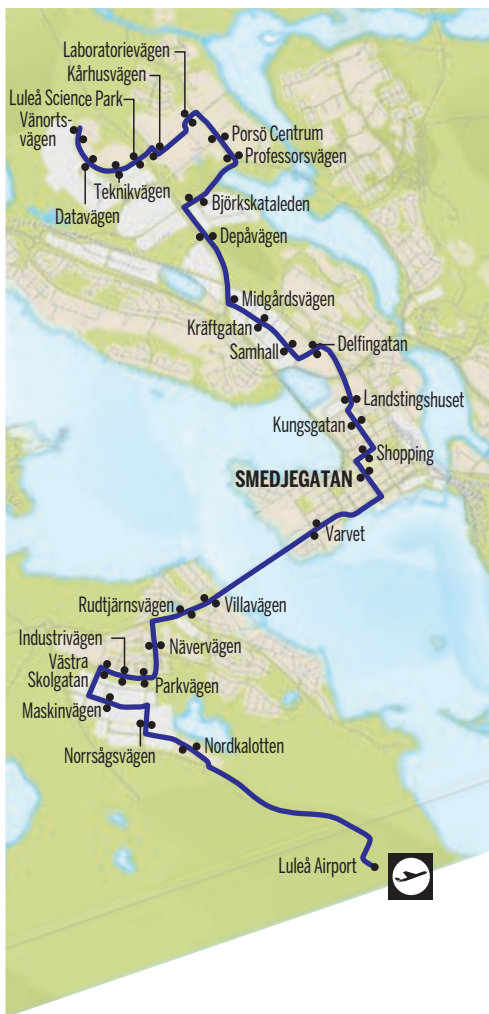 Laboratorievägen
Kårhusvägen
Luleå Science Park
Vänorts-
vägen
Porsö Centrum
Professorsvägen
Teknikvägen
Datavägen
Björkskataleden
Depåvägen
Midgårdsvägen
Kräftgatan
Samhall
Delfingatan
Landstingshuset
Kungsgatan
Shopping
SMEDJEGATAN
Varvet
Rudtjärnsvägen
Villavägen
Industrivägen
Nävervägen
Västra
Skolgatan
Parkvägen
Maskinvägen
Norrsågsvägen
Nordkalotten
Luleå Airport